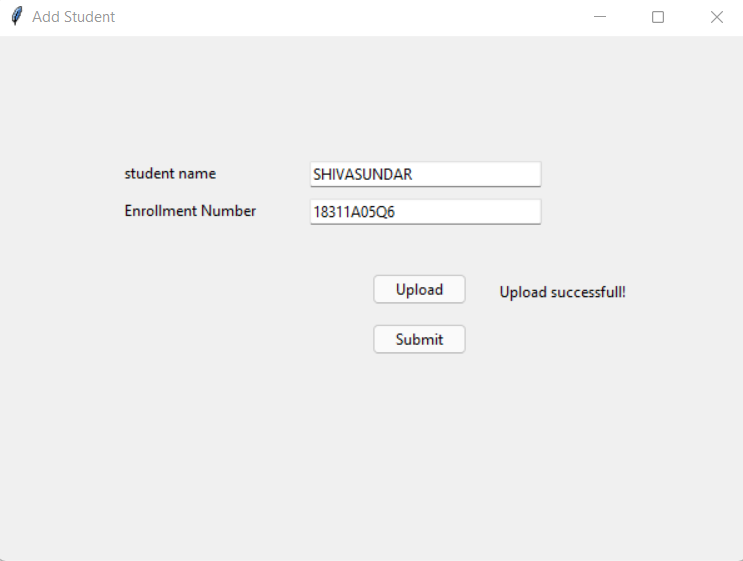 Add Student
student name SHIVASUNDAR
Enrollment Number 18311A05Q6
Upload Upload successfull!
Submit